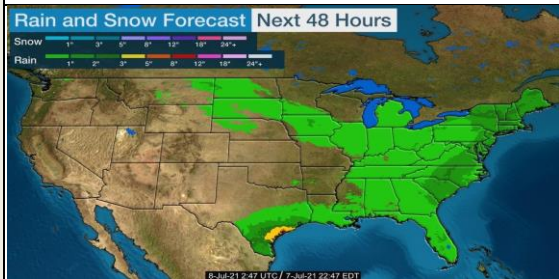 Rain and Snow Forecast Next 48 Hours
Snow 1" 3" 5" 8" 12" 18" 24"+
Rain 1" 2" 3" 5" 8" 12" 18" 24"+
8-Jul-21 2:47 UTC / 7-Jul-21 22:47 EDT